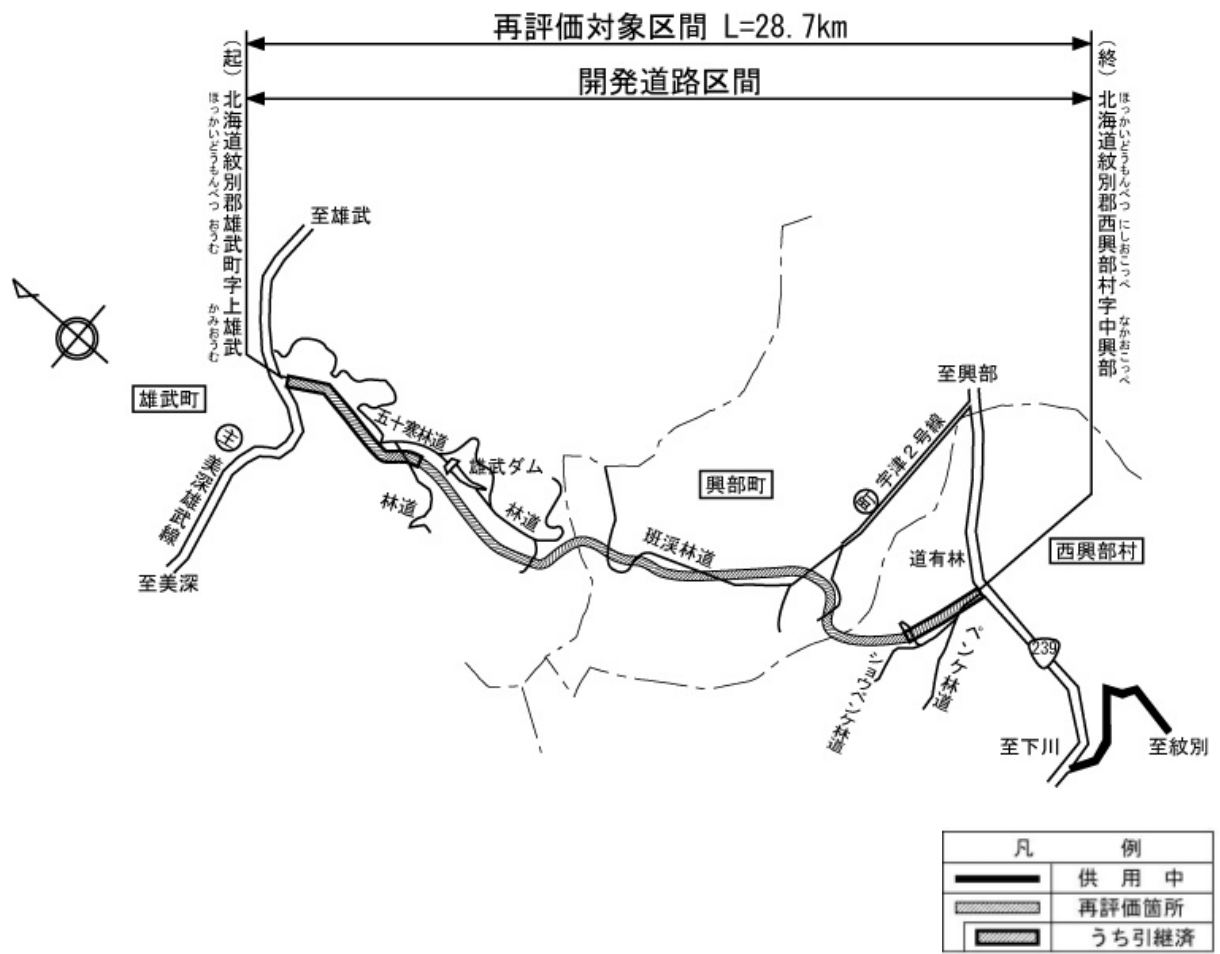 再評価対象区間 L=28.7km
開発道路区間
(起)
北海道紋別郡雄武町字上雄武
ほっかいどうもんべつ おうむ かみおうむ
(終)
北海道紋別郡西興部村字中興部
ほっかいどうもんべつ にしおこっぺ なかおこっぺ
至雄武
雄武町
主
美深雄武線
至美深
五十寒林道
雄武ダム
林道
林道
興部町
班渓林道
至興部
町
宇津2号線
道有林
西興部村
ペンケ林道
ショウペンケ林道
239
至下川
至紋別
凡 例
供 用 中
再評価箇所
うち引継済